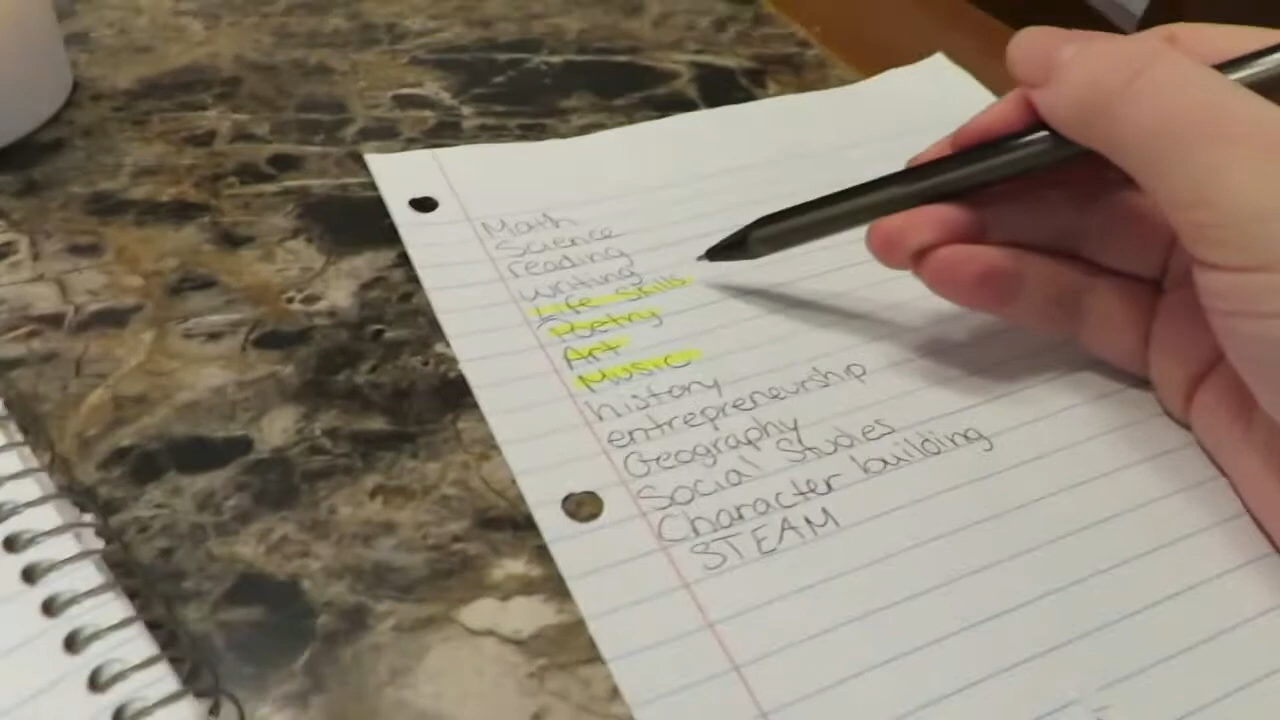 Math
Science
reading
writing
life skills
Poetry
Art
Music
history
entrepreneurship
Geography
Social Studies
Character building
STEAM